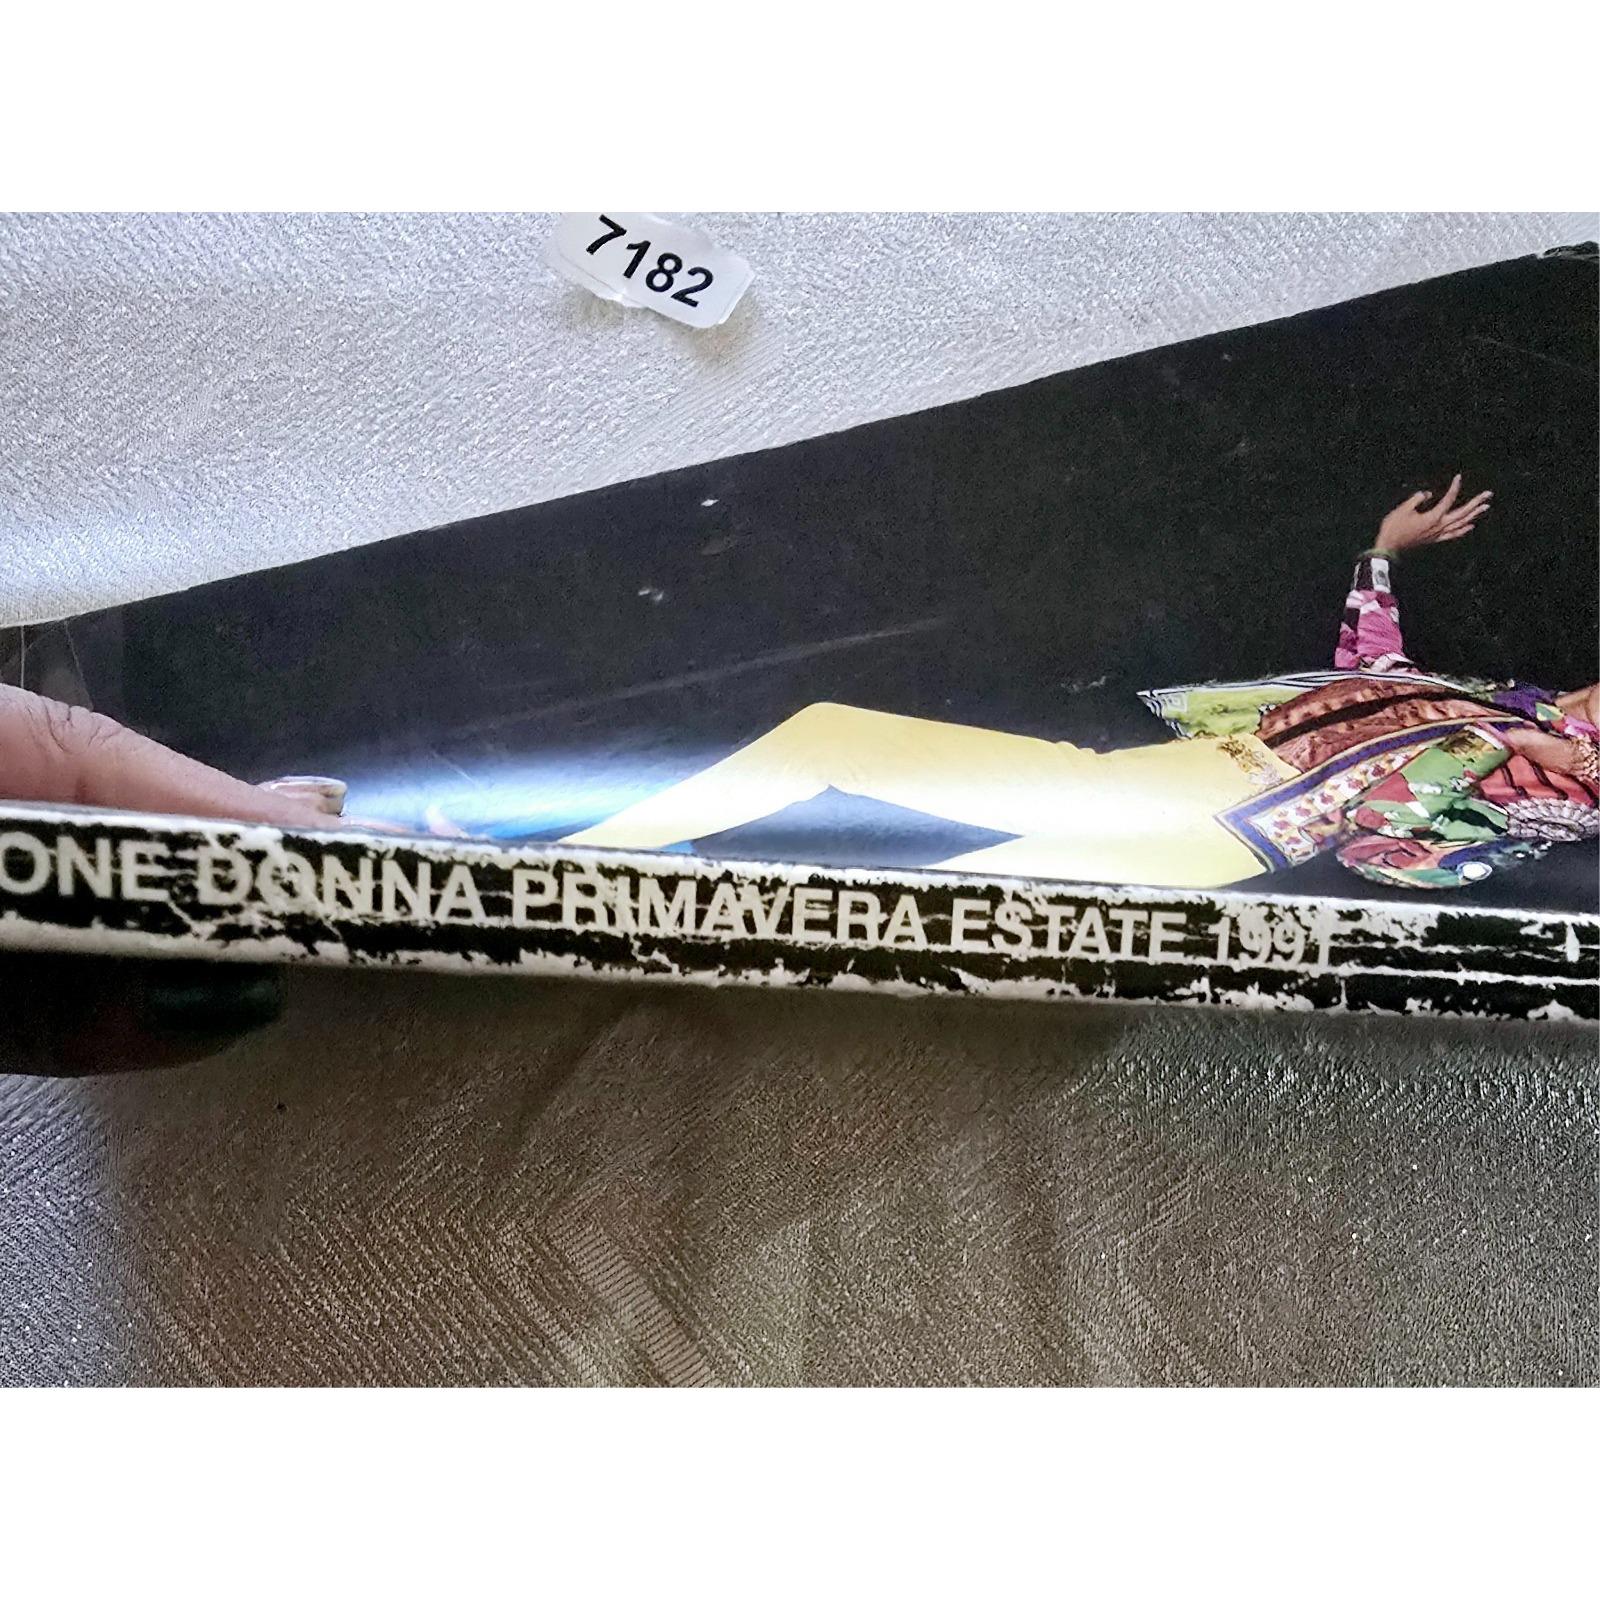 7182
ONE DONNA PRIMAVERA ESTATE 1991